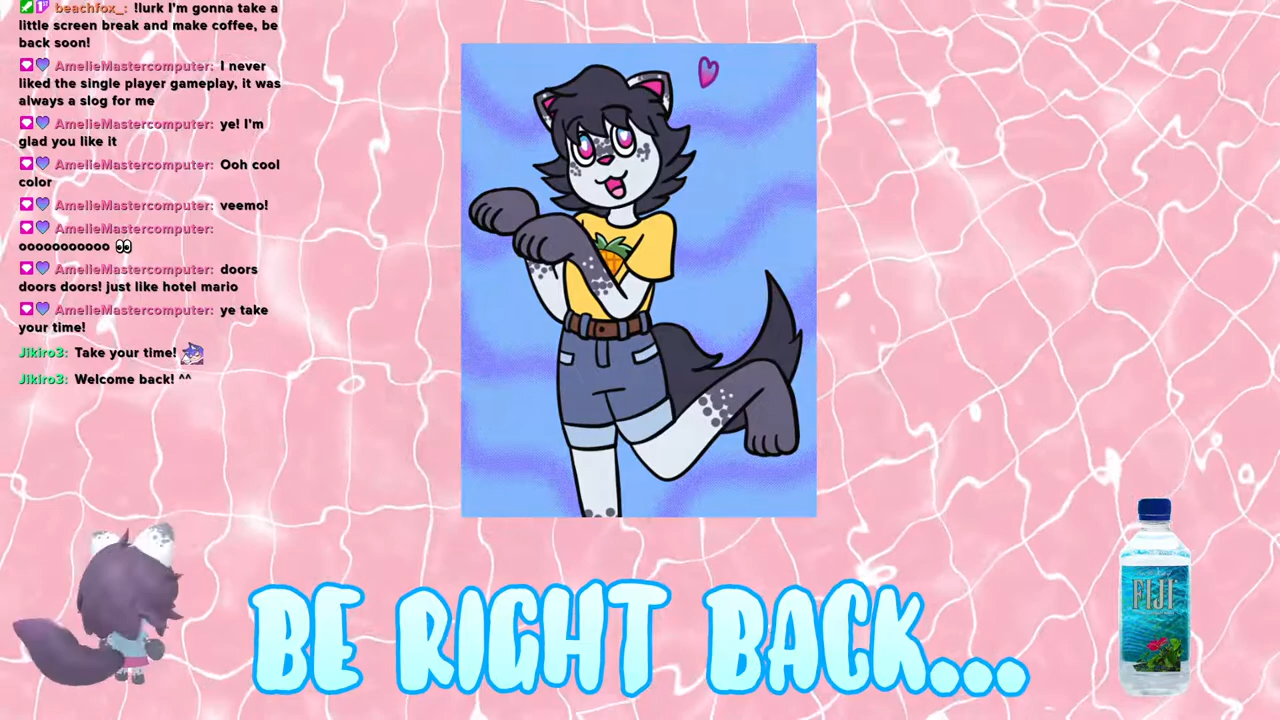 beachfox_: !lurk I'm gonna take a
little screen break and make coffee, be
back soon!
AmelieMastercomputer: I never
liked the single player gameplay, it was
always a slog for me
AmelieMastercomputer: ye! I'm
glad you like it
AmelieMastercomputer: Ooh cool
color
AmelieMastercomputer: veemo!
AmelieMastercomputer:
ooooooooooo 👀
AmelieMastercomputer: doors
doors doors! just like hotel mario
AmelieMastercomputer: ye take
your time!
Jikiro3: Take your time!
Jikiro3: Welcome back! ^^
FIJI
BE RIGHT BACK...